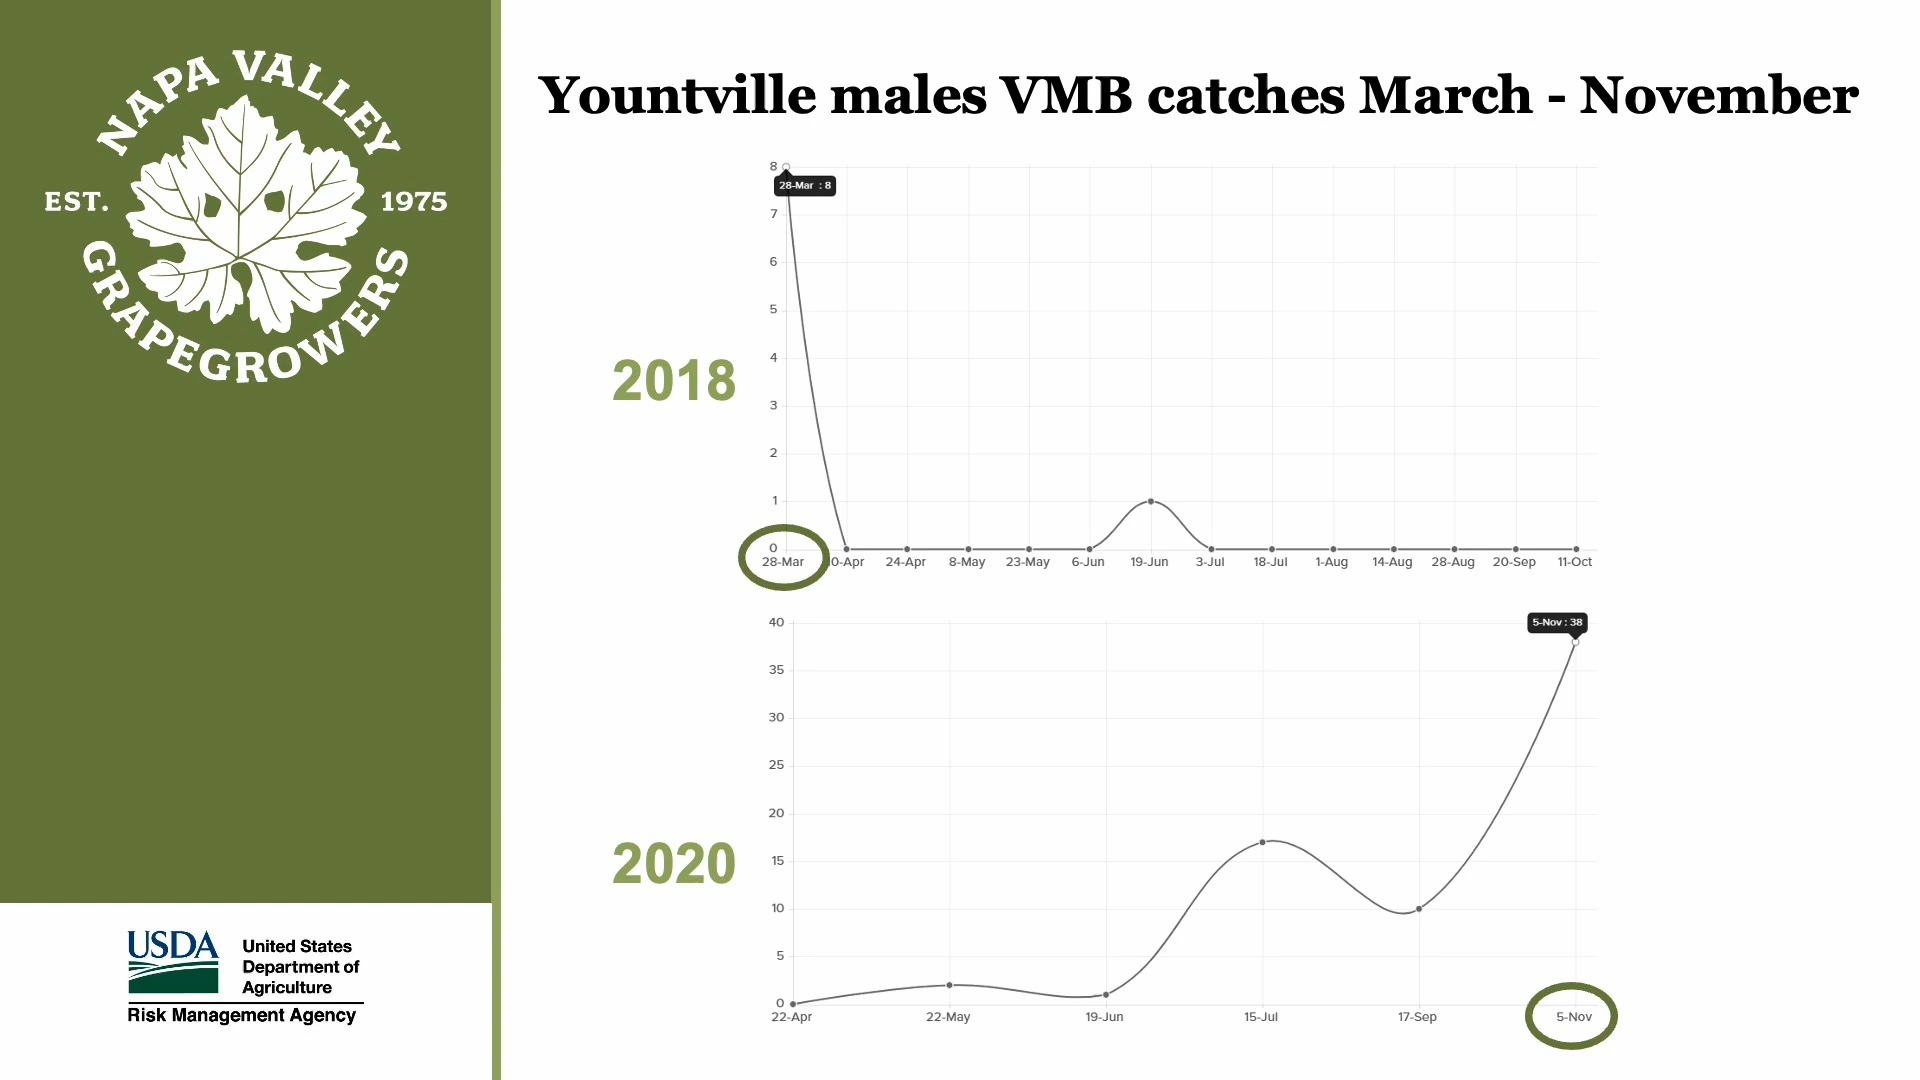 NAPA VALLEY
EST. 1975
GRAPEGROWERS
USDA
United States
Department of
Agriculture
Risk Management Agency
Yountville males VMB catches March - November
2018
8
7
6
5
4
3
2
1
0
28-Mar : 8
28-Mar 10-Apr 24-Apr 8-May 23-May 6-Jun 19-Jun 3-Jul 18-Jul 1-Aug 14-Aug 28-Aug 20-Sep 11-Oct
2020
40
35
30
25
20
15
10
5
0
5-Nov : 38
22-Apr 22-May 19-Jun 15-Jul 17-Sep 5-Nov